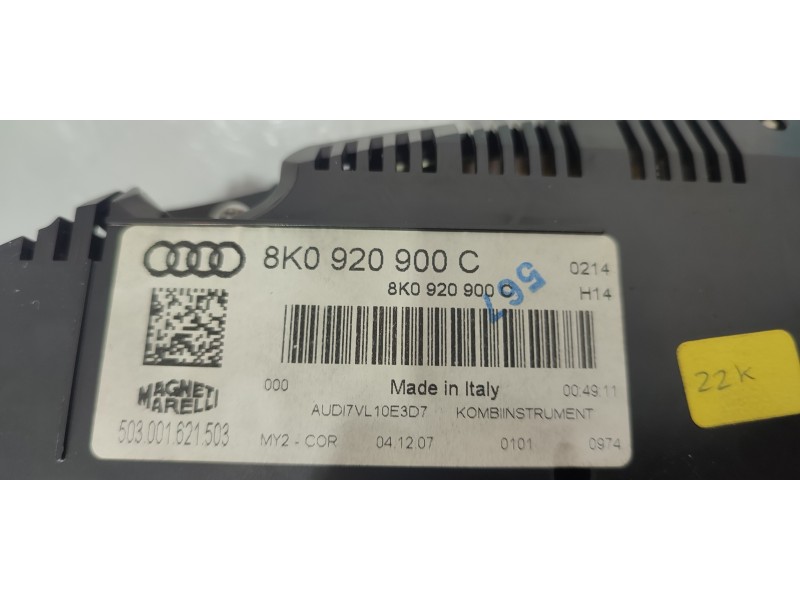 8K0 920 900 C
0214
8K0 920 900 C
H14
567
000
Made in Italy
00:49:11
MAGNETI
MARELLI
AUDI7VL10E3D7 KOMBIINSTRUMENT
503.001.621.503
MY2 - COR 04.12.07 0101 0974
22K